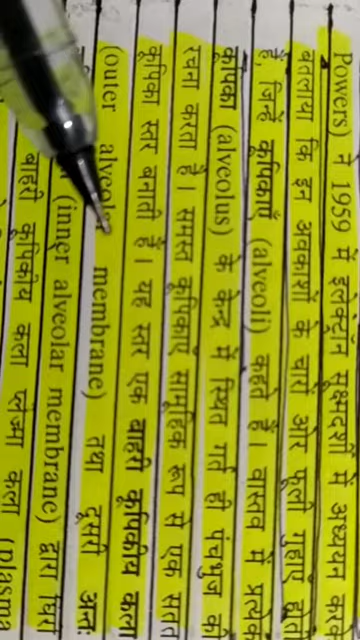 Powers) ने 1959 में इलेक्ट्रॉन सूक्ष्मदर्शी में अध्ययन करके
बतलाया कि इन अवकाशों के चारों ओर फूली गुहाएँ होती
हैं, जिन्हें कूपिकाएँ (alveoli) कहते हैं। वास्तव में प्रत्येक
कूपिका (alveolus) के केन्द्र में स्थित गर्त ही पंचभुज की
रचना करता है। समस्त कूपिकाएँ सामूहिक रूप से एक सतत
कूपिका स्तर बनाती हैं। यह स्तर एक बाहरी कूपिकीय कला
(outer membrane) तथा दूसरी अन्तः
(inner alveolar membrane) द्वारा घिरा
बाहरी कूपिकीय कला प्लैज्मा कला (plasma